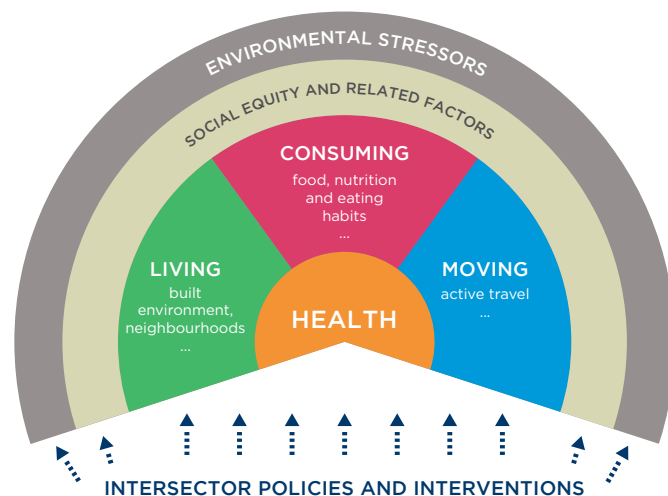 ENVIRONMENTAL STRESSORS
SOCIAL EQUITY AND RELATED FACTORS
CONSUMING
food, nutrition
and eating
habits
...
LIVING
built
environment,
neighbourhoods
...
MOVING
active travel
...
HEALTH
INTERSECTOR POLICIES AND INTERVENTIONS